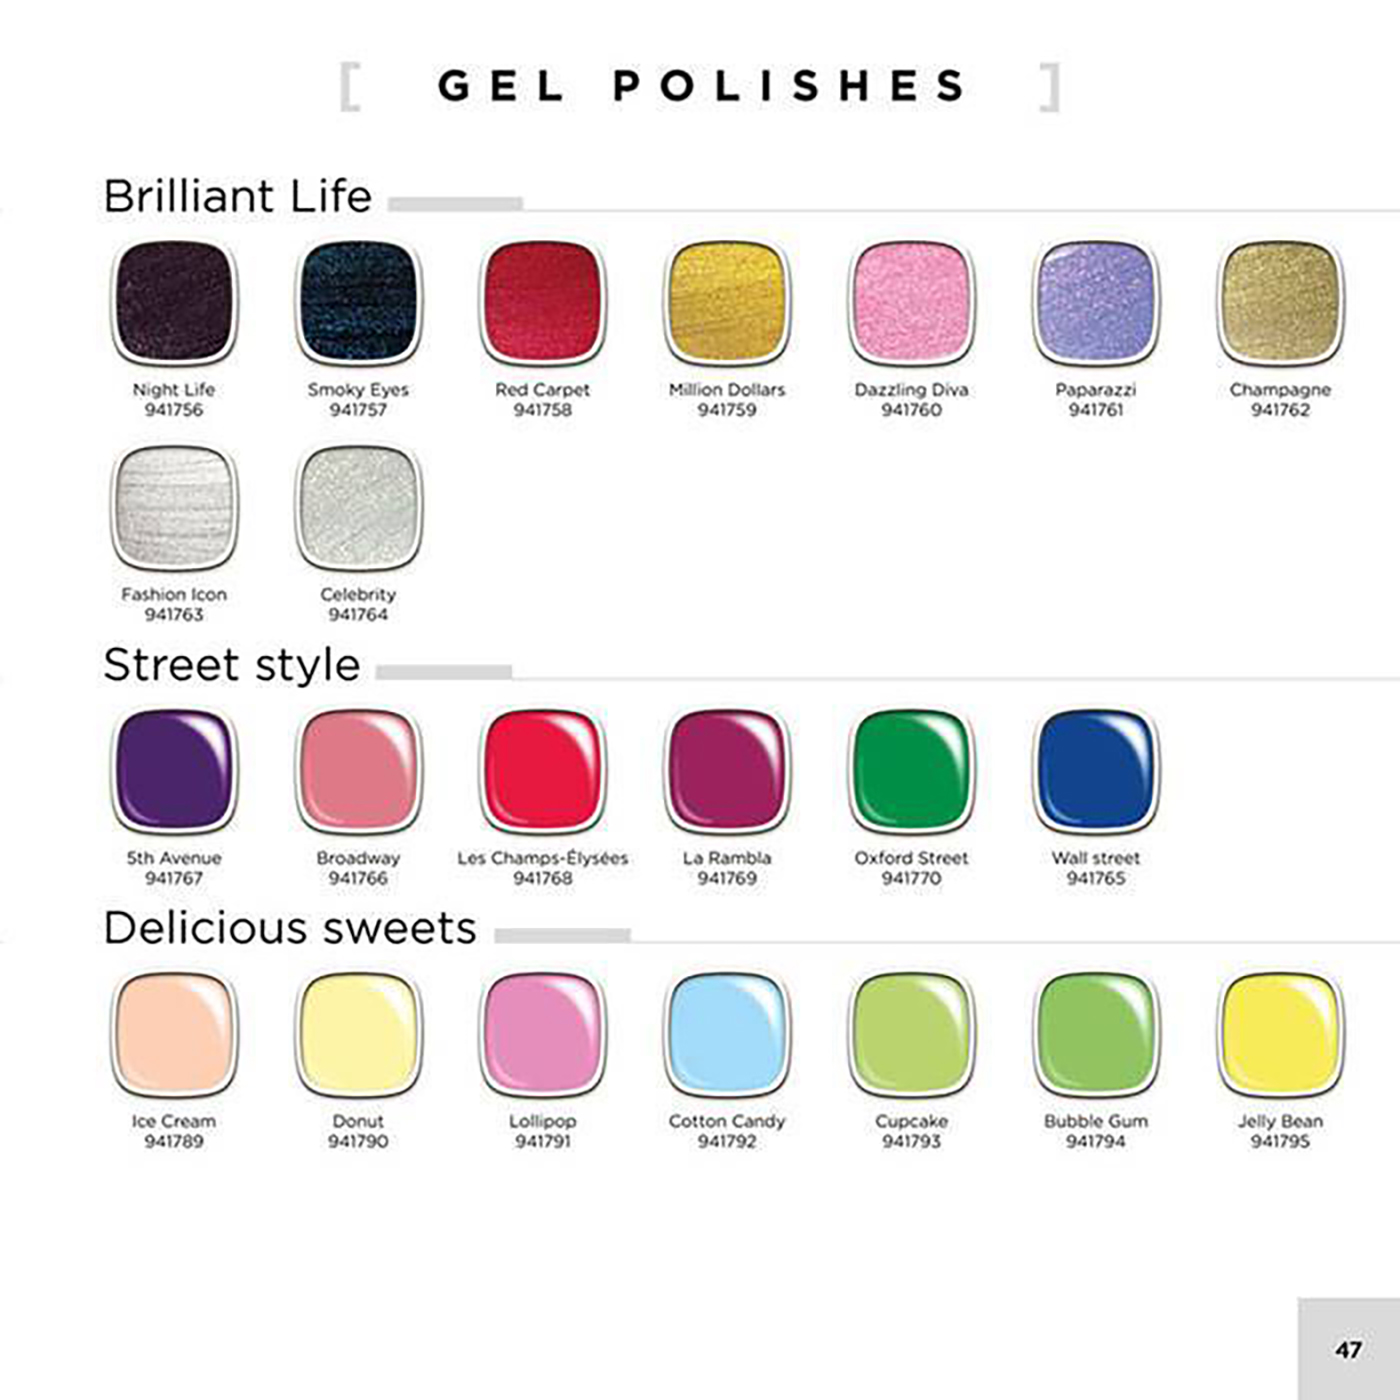 [ GEL POLISHES ]
Brilliant Life
Night Life Smoky Eyes Red Carpet Million Dollars Dazzling Diva Paparazzi Champagne
941756 941757 941758 941759 941760 941761 941762
Fashion Icon Celebrity
941763 941764
Street style
5th Avenue Broadway Les Champs-Élysées La Rambla Oxford Street Wall street
941767 941766 941768 941769 941770 941765
Delicious sweets
Ice Cream Donut Lollipop Cotton Candy Cupcake Bubble Gum Jelly Bean
941789 941790 941791 941792 941793 941794 941795
47